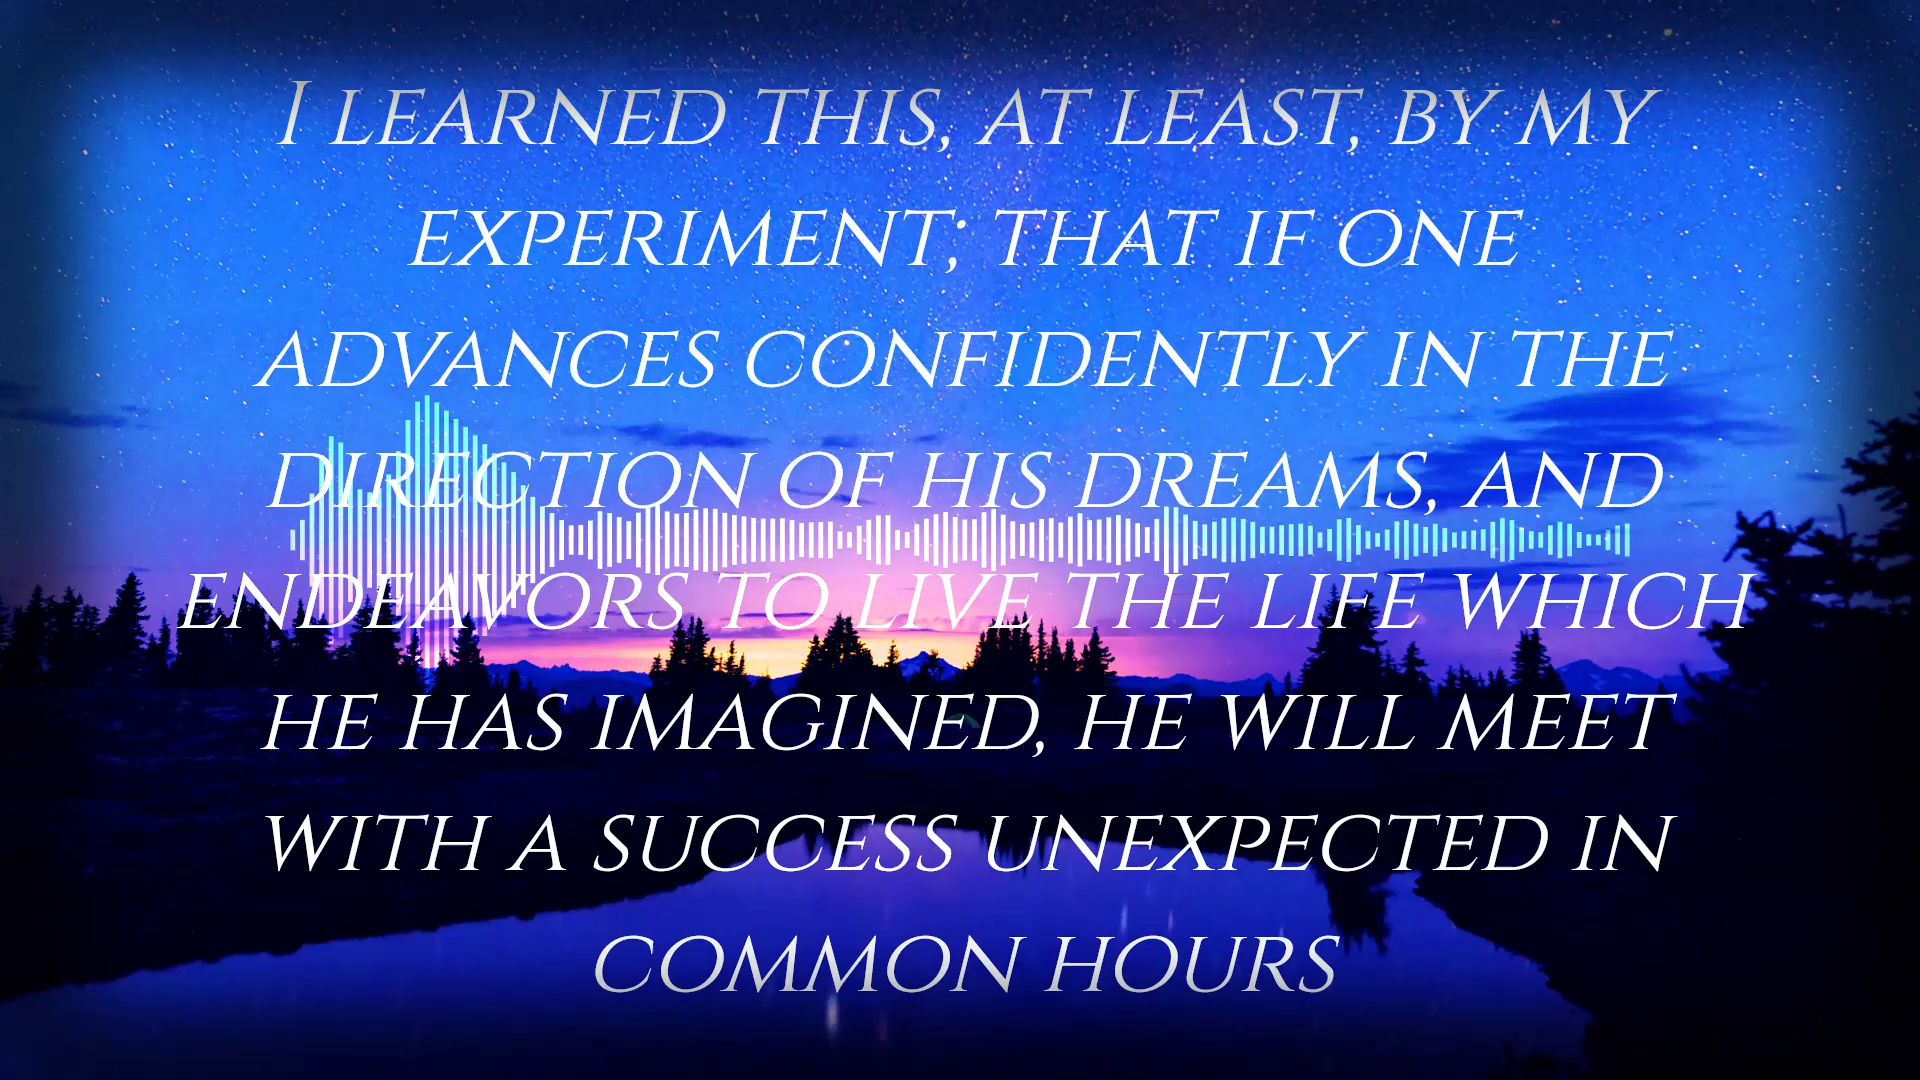 I LEARNED THIS, AT LEAST, BY MY
EXPERIMENT; THAT IF ONE
ADVANCES CONFIDENTLY IN THE
DIRECTION OF HIS DREAMS, AND
ENDEAVORS TO LIVE THE LIFE WHICH
HE HAS IMAGINED, HE WILL MEET
WITH A SUCCESS UNEXPECTED IN
COMMON HOURS